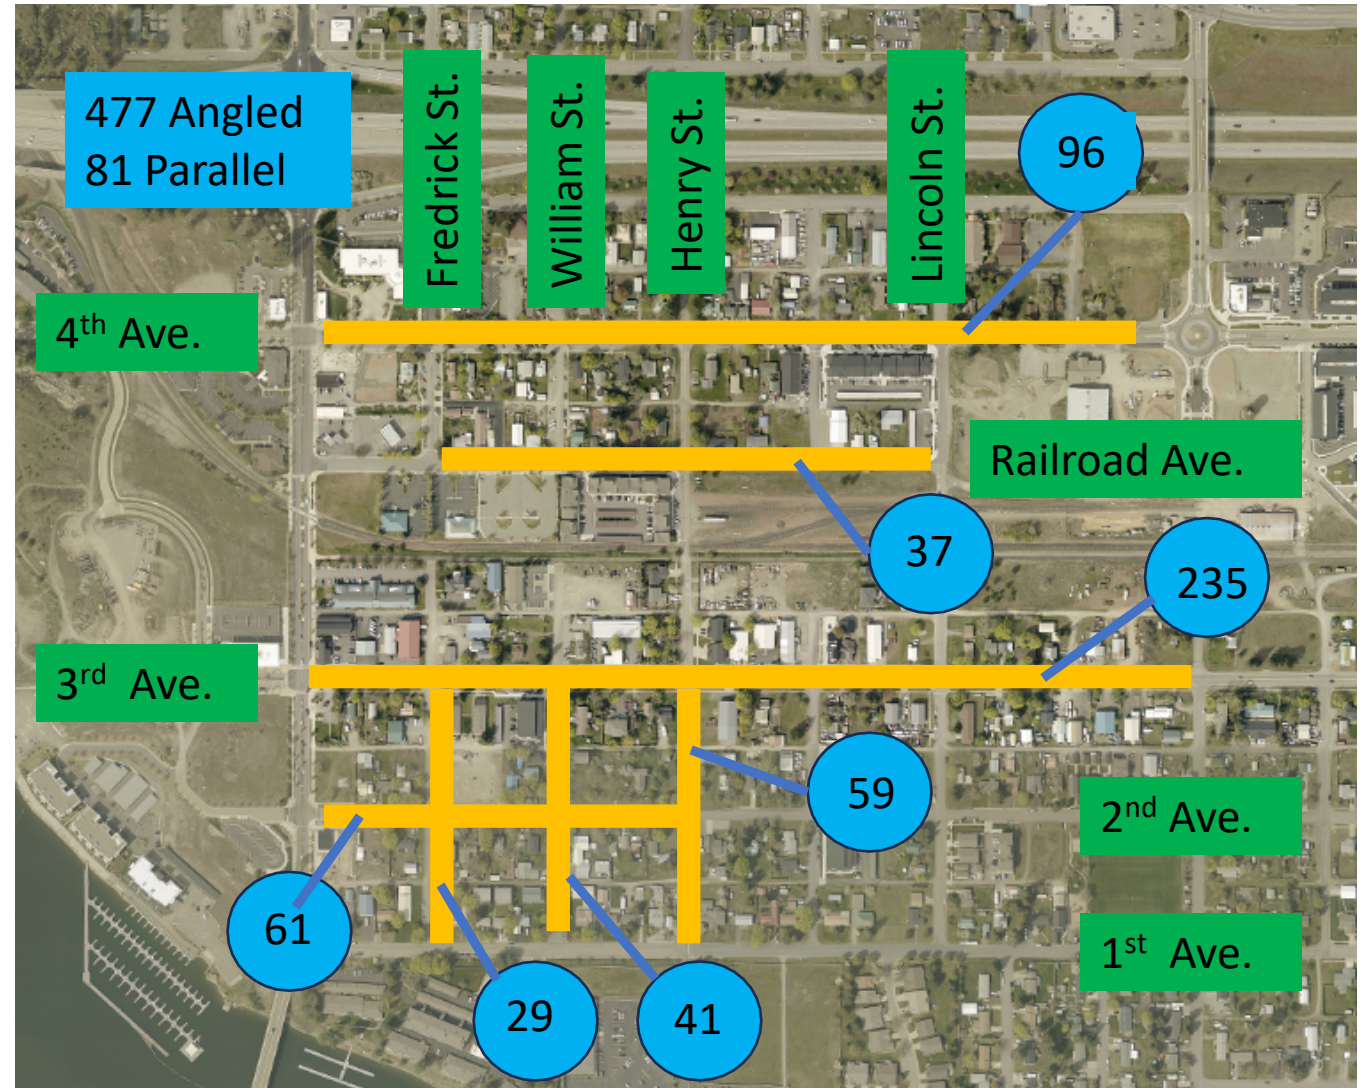 477 Angled
81 Parallel
Fredrick St.
William St.
Henry St.
Lincoln St.
96
4th Ave.
Railroad Ave.
37
235
3rd Ave.
59
2nd Ave.
61
1st Ave.
29
41